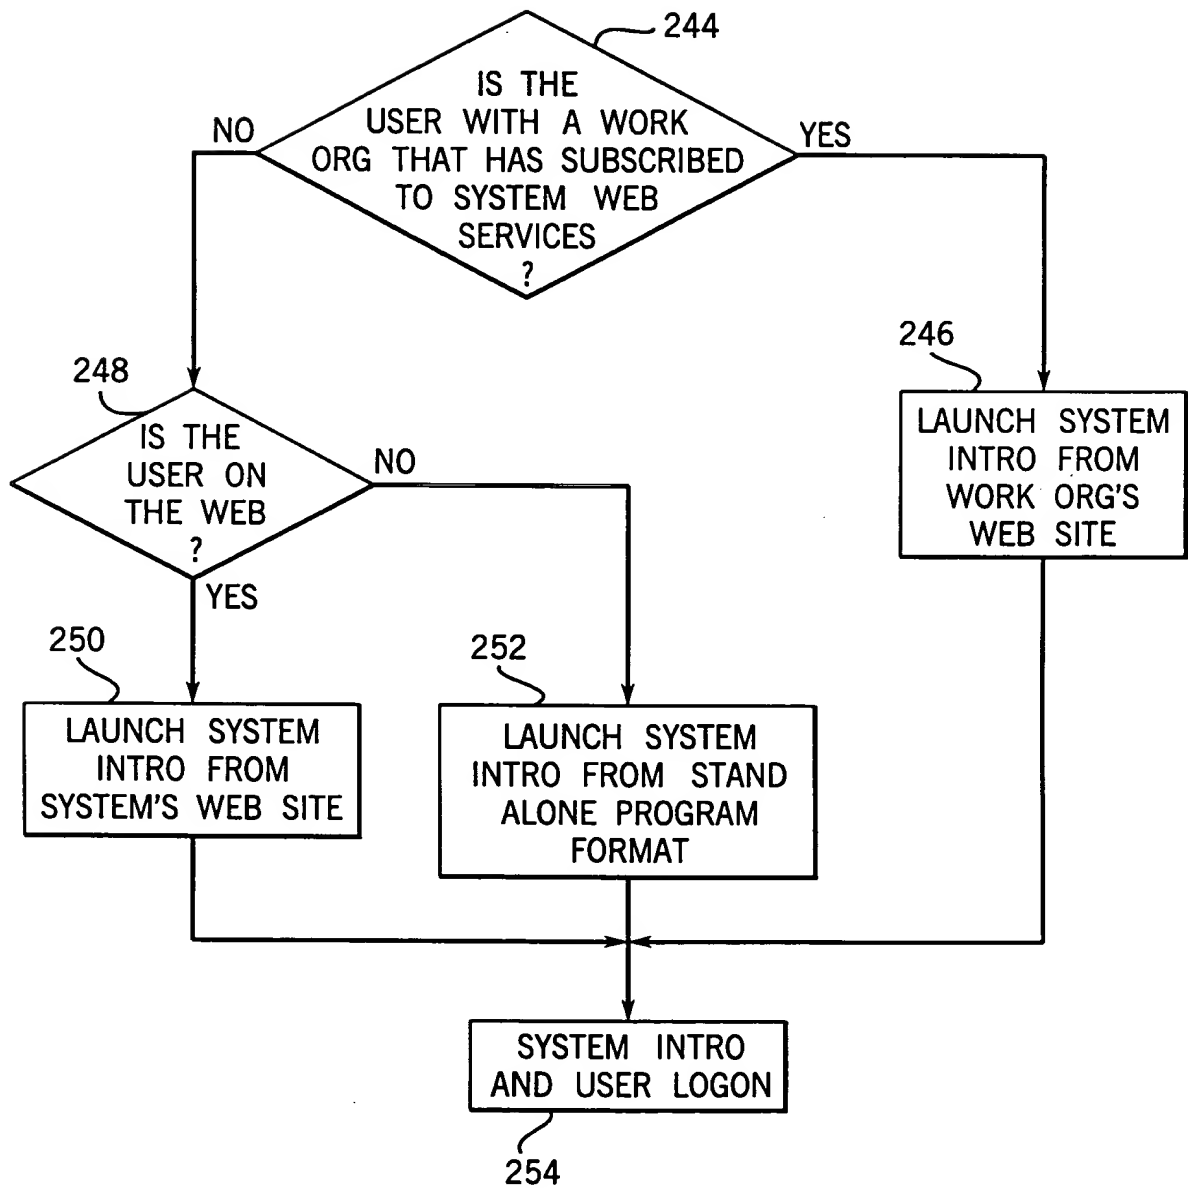 244
IS THE
USER WITH A WORK
ORG THAT HAS SUBSCRIBED
TO SYSTEM WEB
SERVICES
?
NO
YES
246
LAUNCH SYSTEM
INTRO FROM
WORK ORG'S
WEB SITE
248
IS THE
USER ON
THE WEB
?
NO
YES
250
LAUNCH SYSTEM
INTRO FROM
SYSTEM'S WEB SITE
252
LAUNCH SYSTEM
INTRO FROM STAND
ALONE PROGRAM
FORMAT
SYSTEM INTRO
AND USER LOGON
254